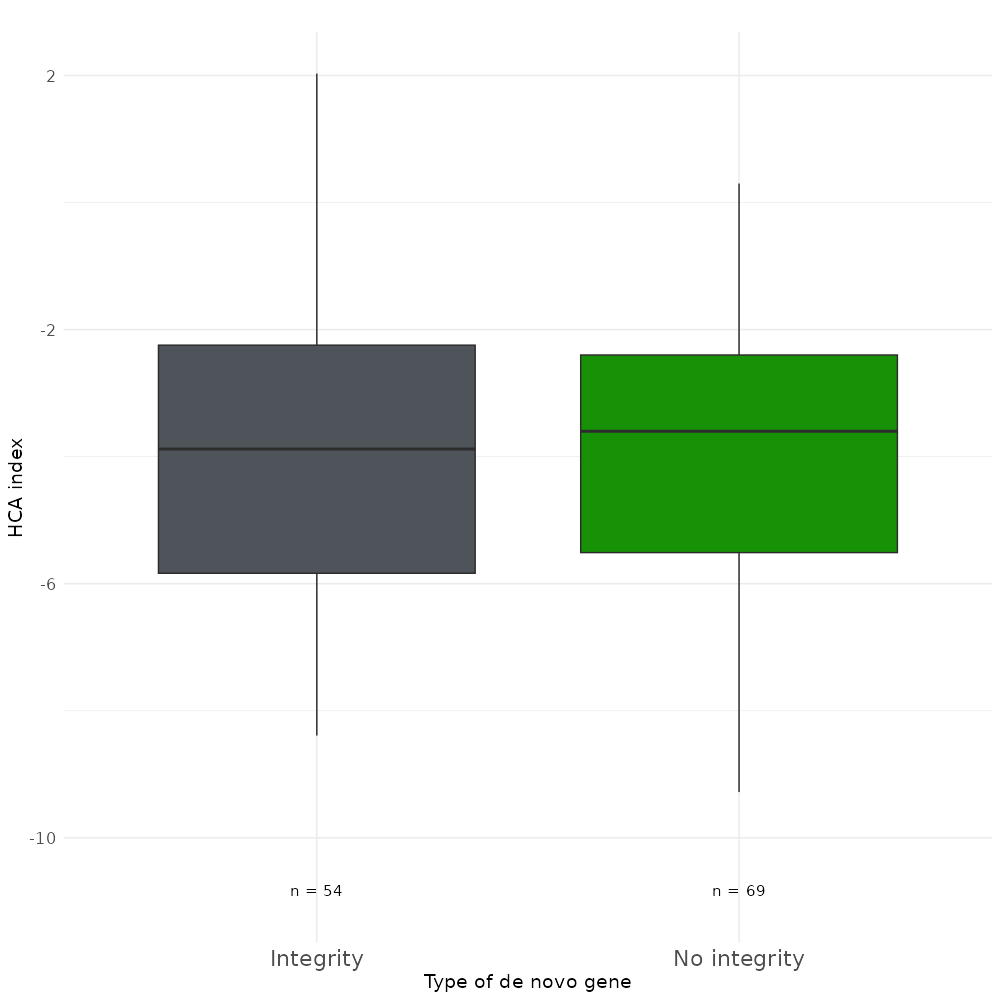 2
-2
-6
-10
HCA index
n = 54
n = 69
Integrity
No integrity
Type of de novo gene